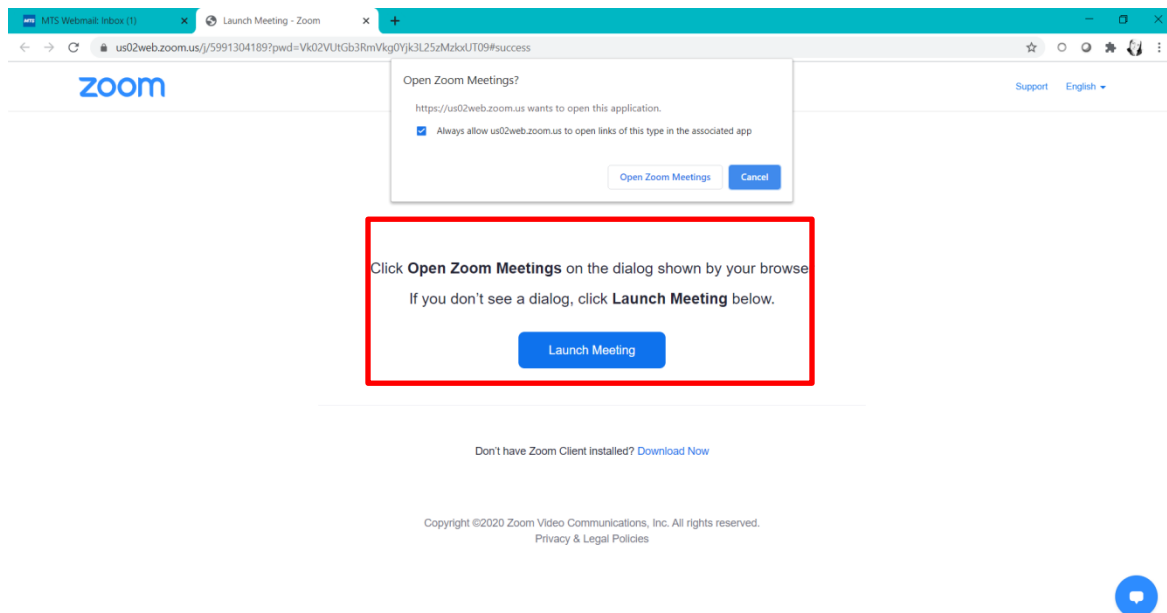 MTS MTS Webmail: Inbox (1)
Launch Meeting - Zoom
us02web.zoom.us/j/5991304189?pwd=Vk02VUtGb3RmVkg0Yjk3L25zMzkxUT09#success
zoom
Support English
Open Zoom Meetings?
https://us02web.zoom.us wants to open this application.
Always allow us02web.zoom.us to open links of this type in the associated app
Open Zoom Meetings Cancel
Click Open Zoom Meetings on the dialog shown by your browse
If you don't see a dialog, click Launch Meeting below.
Launch Meeting
Don't have Zoom Client installed? Download Now
Copyright ©2020 Zoom Video Communications, Inc. All rights reserved.
Privacy & Legal Policies